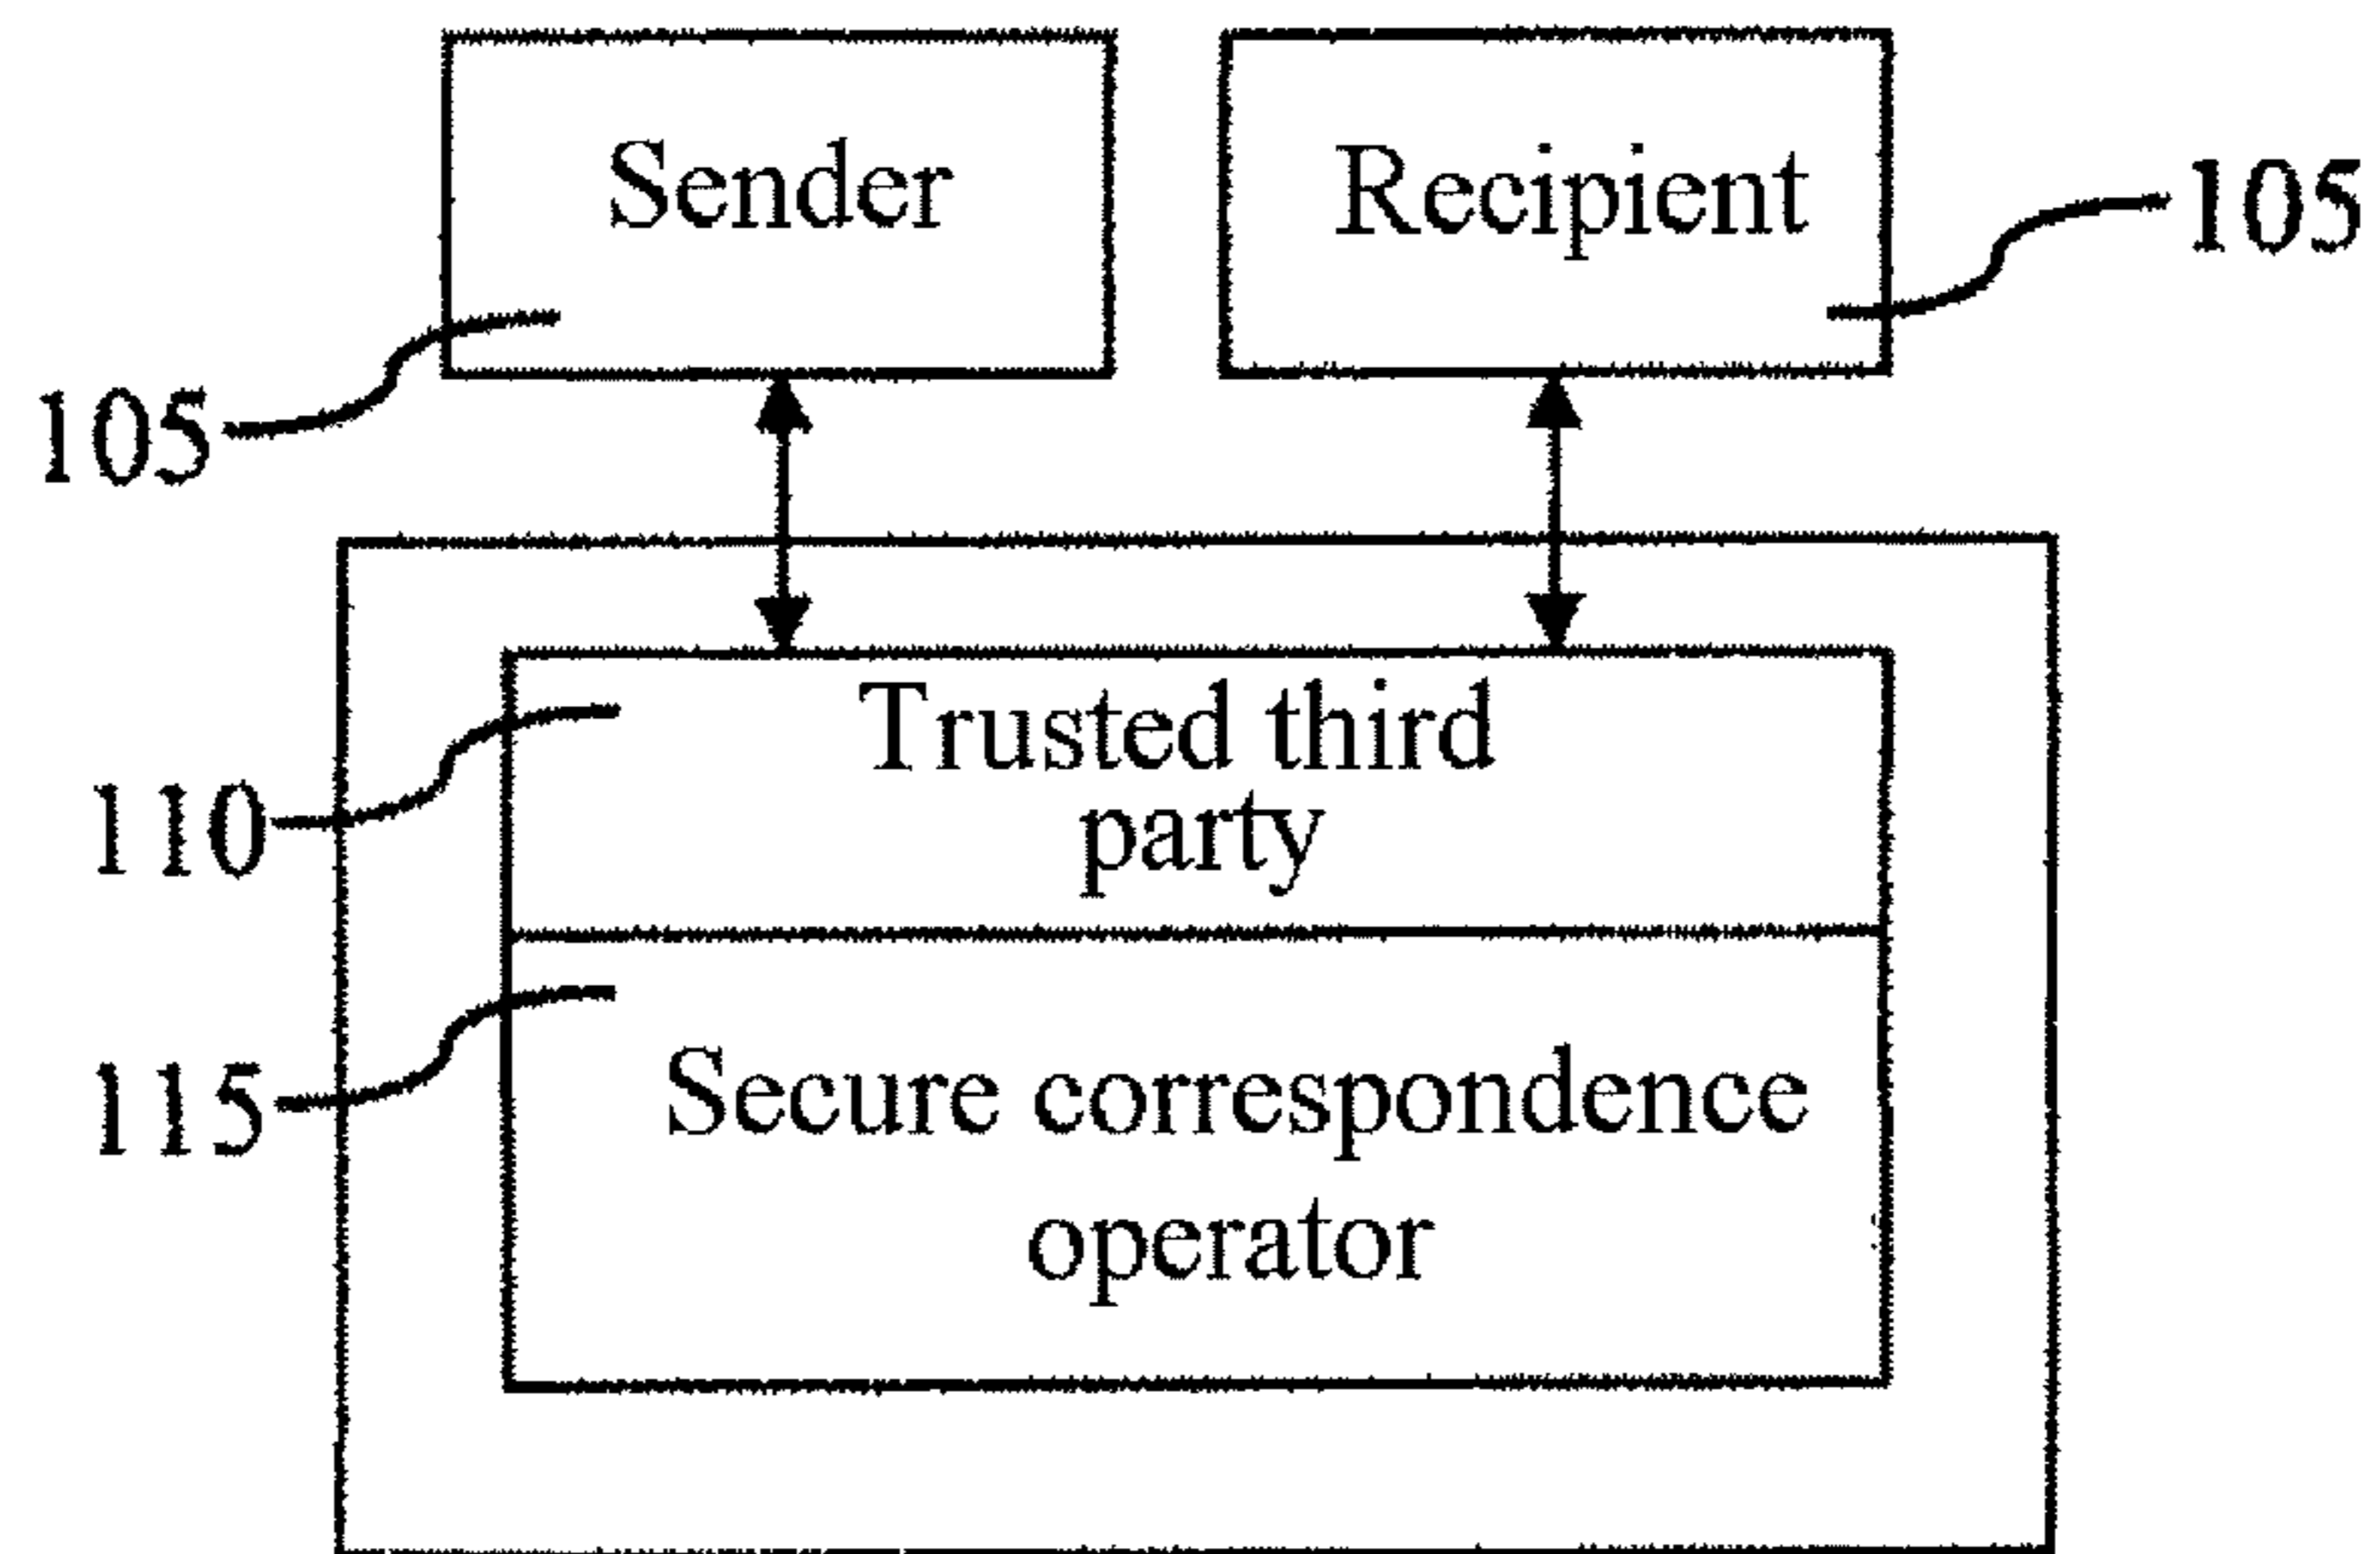 Sender
Recipient
105
105
Trusted third
party
110
Secure correspondence
operator
115